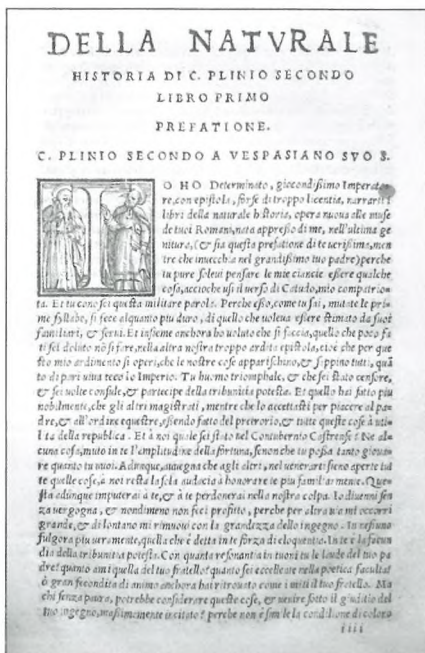 DELLA NATVRALE
HISTORIA DI C. PLINIO SECONDO
LIBRO PRIMO
PREFATIONE.
C. PLINIO SECONDO A VESPASIANO SVO S.
O HO Determinato, giocondißimo Imperato-
re, con epistola, forse di troppo licentia, narrarti i
libri della naturale historia, opera nuoua alle muse
de tuoi Romani, nata appresso di me, nell'ultima ge
nitura, (& sia questa prefatione di te uerißima, men
tre che inuecchia nel grandißimo tuo padre) perche
tu pure soleui pensare le mie ciancie essere qualche
cosa, accioche usi il uerso di Catulo, mio compatrio-
ta. Et tu conosci questa militare parola. Perche esso, come tu sai, mutate le pri
me syllabe, si fece alquanto piu duro, di quello che uoleua essere stimato da suoi
familiari, & serui. Et insieme anchora ho uoluto che si faccia, quello che poco fa
ti sei doluto nõ si fare, nella altra nostra troppo ardita epistola, cioè che per que
sto mio ardimento si operi, che le nostre cose apparischino, & sippino tutti, quã
to di pari uiua teco lo Imperio. Tu huomo triomphale, & che sei stato censore,
& sei uolte consule, & partecipe della tribunitia potesta. Et quello hai fatto piu
nobilmente, che gli altri magistrati, mentre che lo accettasti per piacere al pa
dre, & all'ordine equestre, essendo fatto del pretorio, & tutte queste cose à uti
lita della republica. Et à noi quale sei stato nel Contubernio Castrense? Ne al-
cuna cosa, muto in te l'amplitudine della fortuna, senon che tu possa tanto gioua-
re quanto tu uuoi. Adunque, auegna che agli altri, nel uenerarti sieno aperte tut
te quelle cose, a noi resta la sola audacia à honorare te piu familiarmente. Que-
sta adunque imputerai à te, & à te perdonerai nella nostra colpa. Io diuenni sen
za uergogna, & nondimeno non feci profitto, perche per altra uia mi occorri
grande, & di lontano mi rimuoui con la grandezza dello ingegno. In nessuno
fulgora piu ueramente, quella che è detta in te forza di eloquentia. In te è la facun
dia della tribunitia potesta. Con quanta resonantia tuoni tu le laude del tuo pa
dre? quanto ami quella del tuo fratello? quanto sei eccellente nella poetica faculta?
ò gran fecondita di animo anchora hai ritrouato come imiti il tuo fratello. Ma
chi senza paura, potrebbe considerare queste cose, & uenire sotto il giuditio del
tuo ingegno, maßimamente incitato? perche non è simile la conditione di coloro
iiii